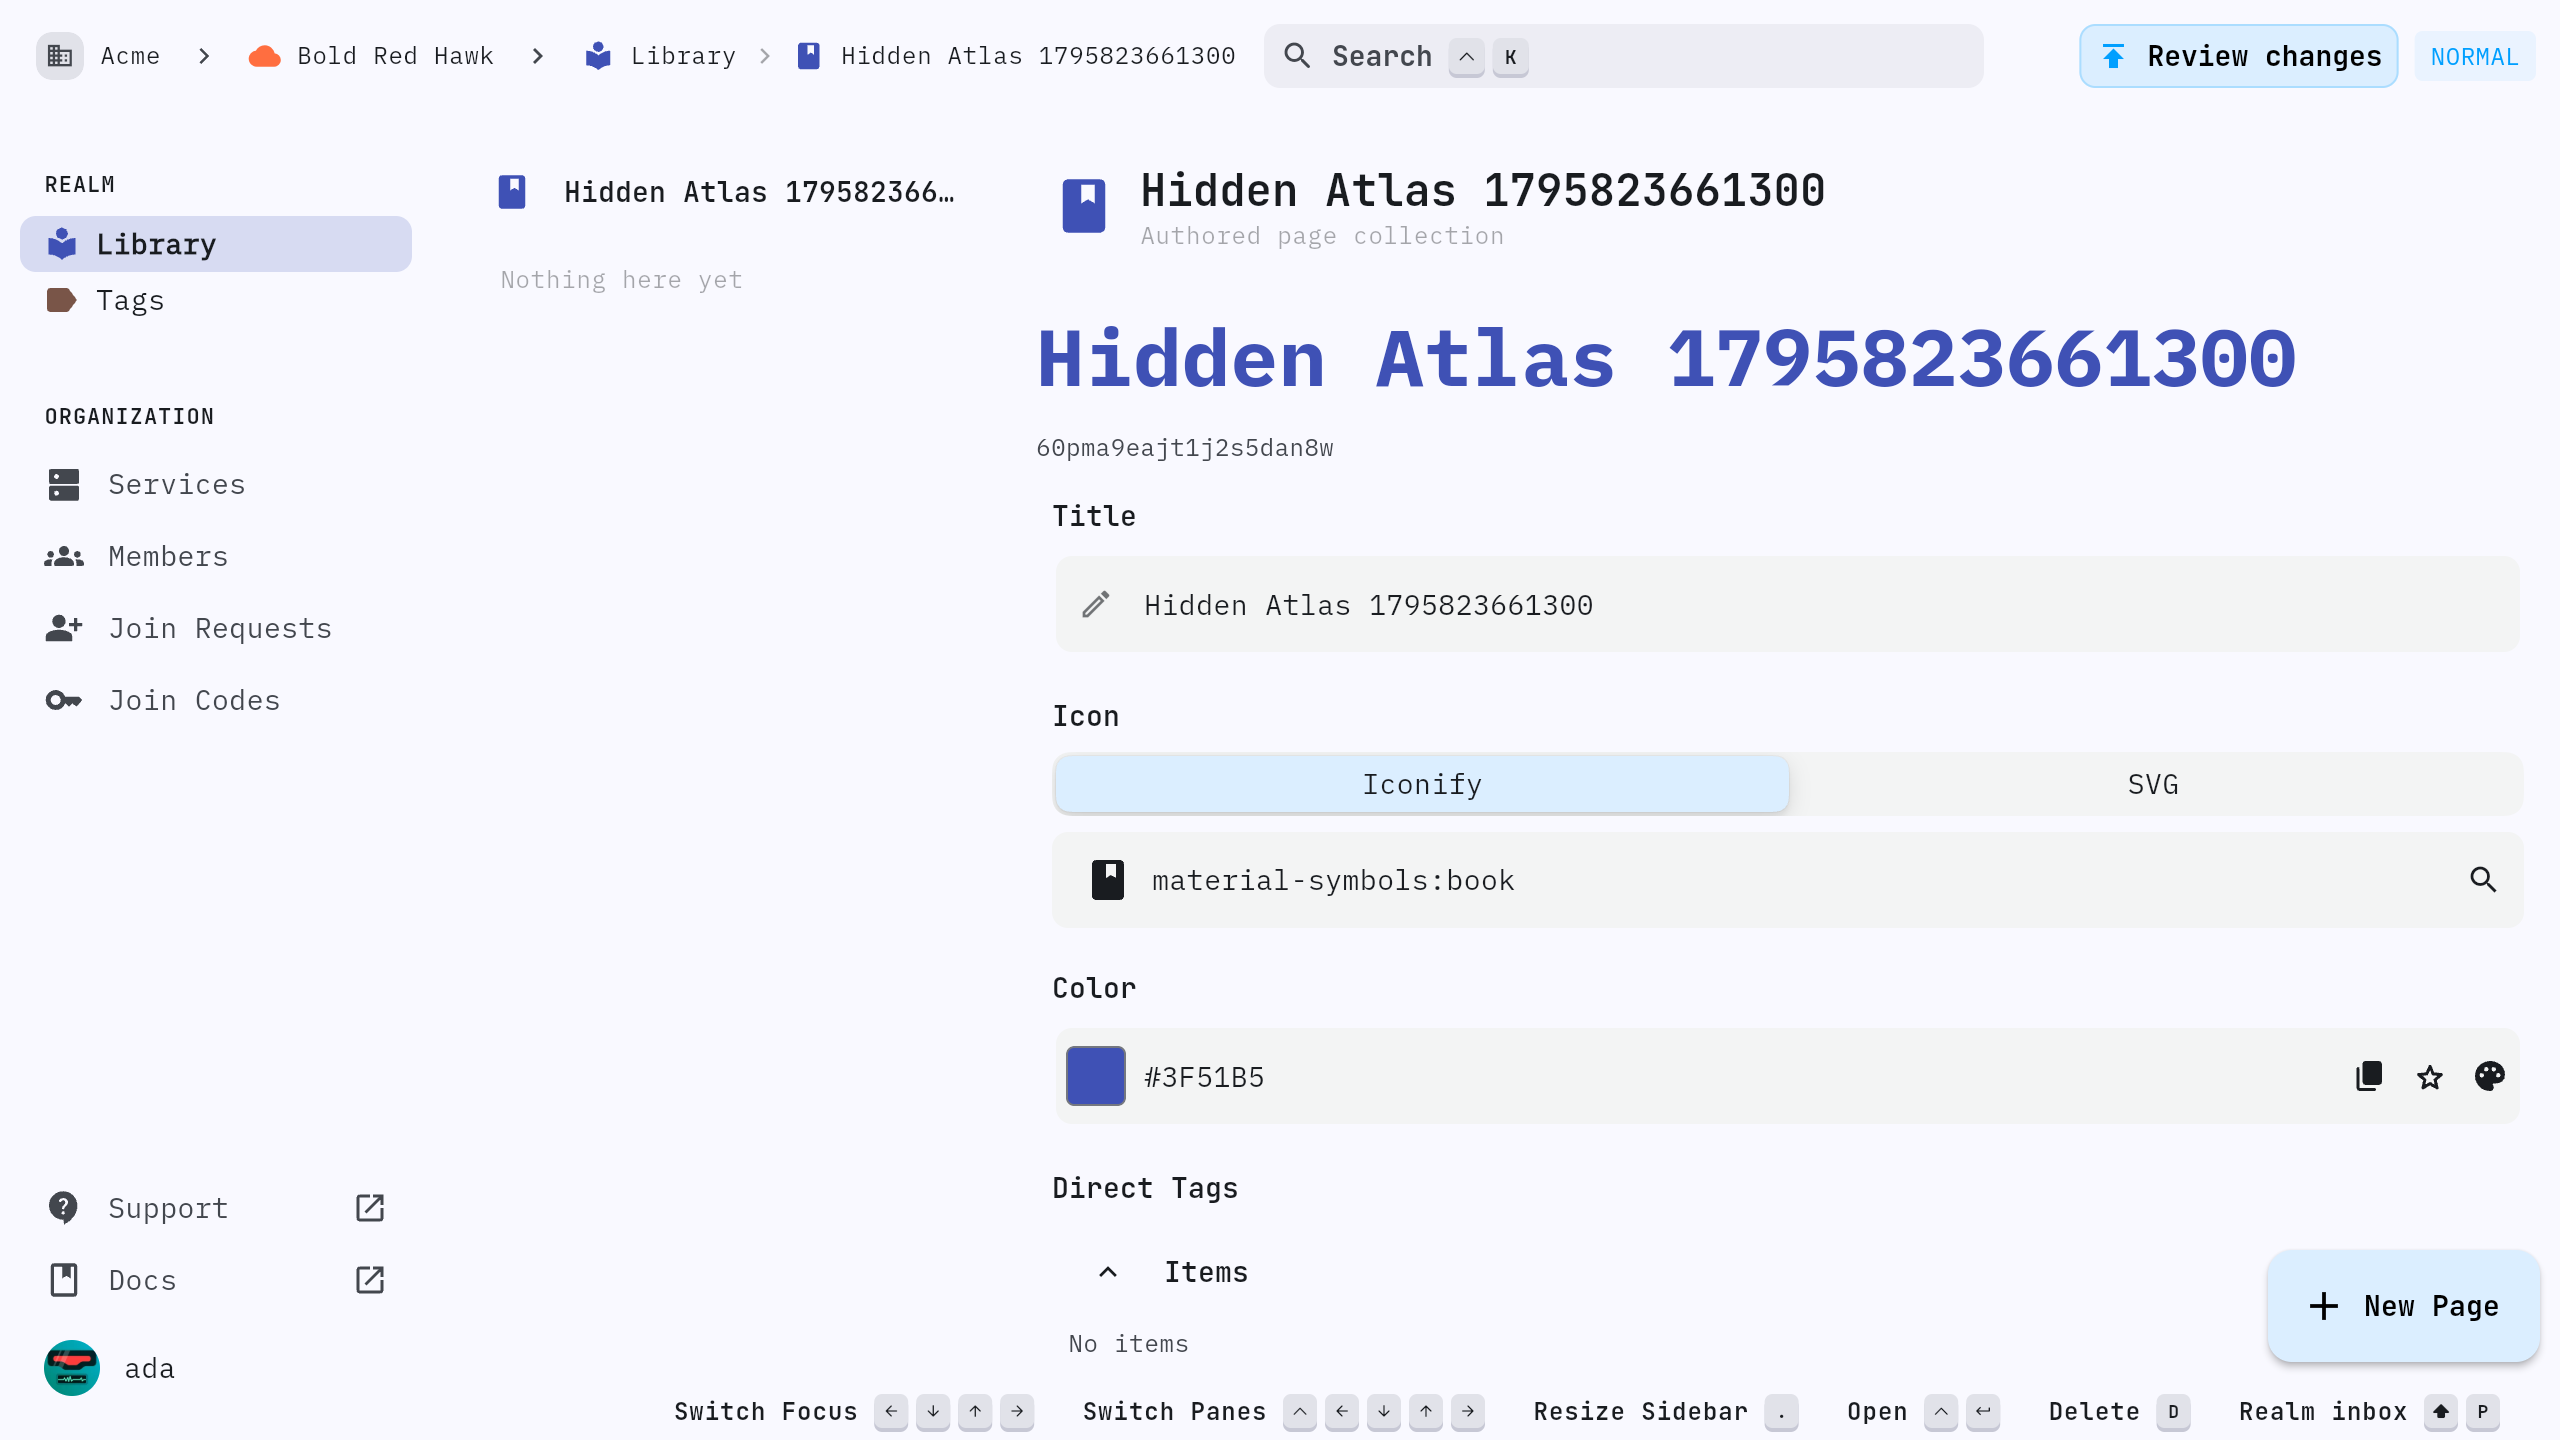 Acme
Bold Red Hawk
Library
Hidden Atlas 1795823661300
Search
K
Review changes
NORMAL
REALM
Library
Tags
ORGANIZATION
Services
Members
Join Requests
Join Codes
Support
Docs
ada
Hidden Atlas 179582366…
Nothing here yet
Hidden Atlas 1795823661300
Authored page collection
Hidden Atlas 1795823661300
60pma9eajt1j2s5dan8w
Title
Hidden Atlas 1795823661300
Icon
Iconify
SVG
material-symbols:book
Color
#3F51B5
Direct Tags
Items
No items
New Page
Switch Focus ← ↓ ↑ → Switch Panes ^ ← ↓ ↑ → Resize Sidebar . Open ^ ↵ Delete D Realm inbox ⬆ P